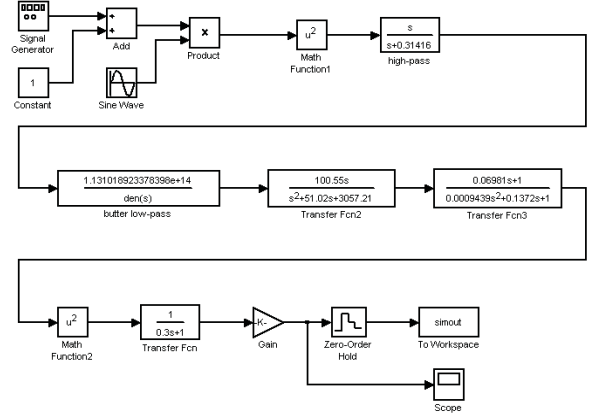 Signal
Generator
+
+
Add
x
Product
u2
Math
Function1
s
s+0.31416
high-pass
1
Constant
Sine Wave
1.131018923378398e+14
den(s)
butter low-pass
100.55s
s2+51.02s+3057.21
Transfer Fcn2
0.06981s+1
0.0009439s2+0.1372s+1
Transfer Fcn3
u2
Math
Function2
1
0.3s+1
Transfer Fcn
-K-
Gain
Zero-Order
Hold
simout
To Workspace
Scope